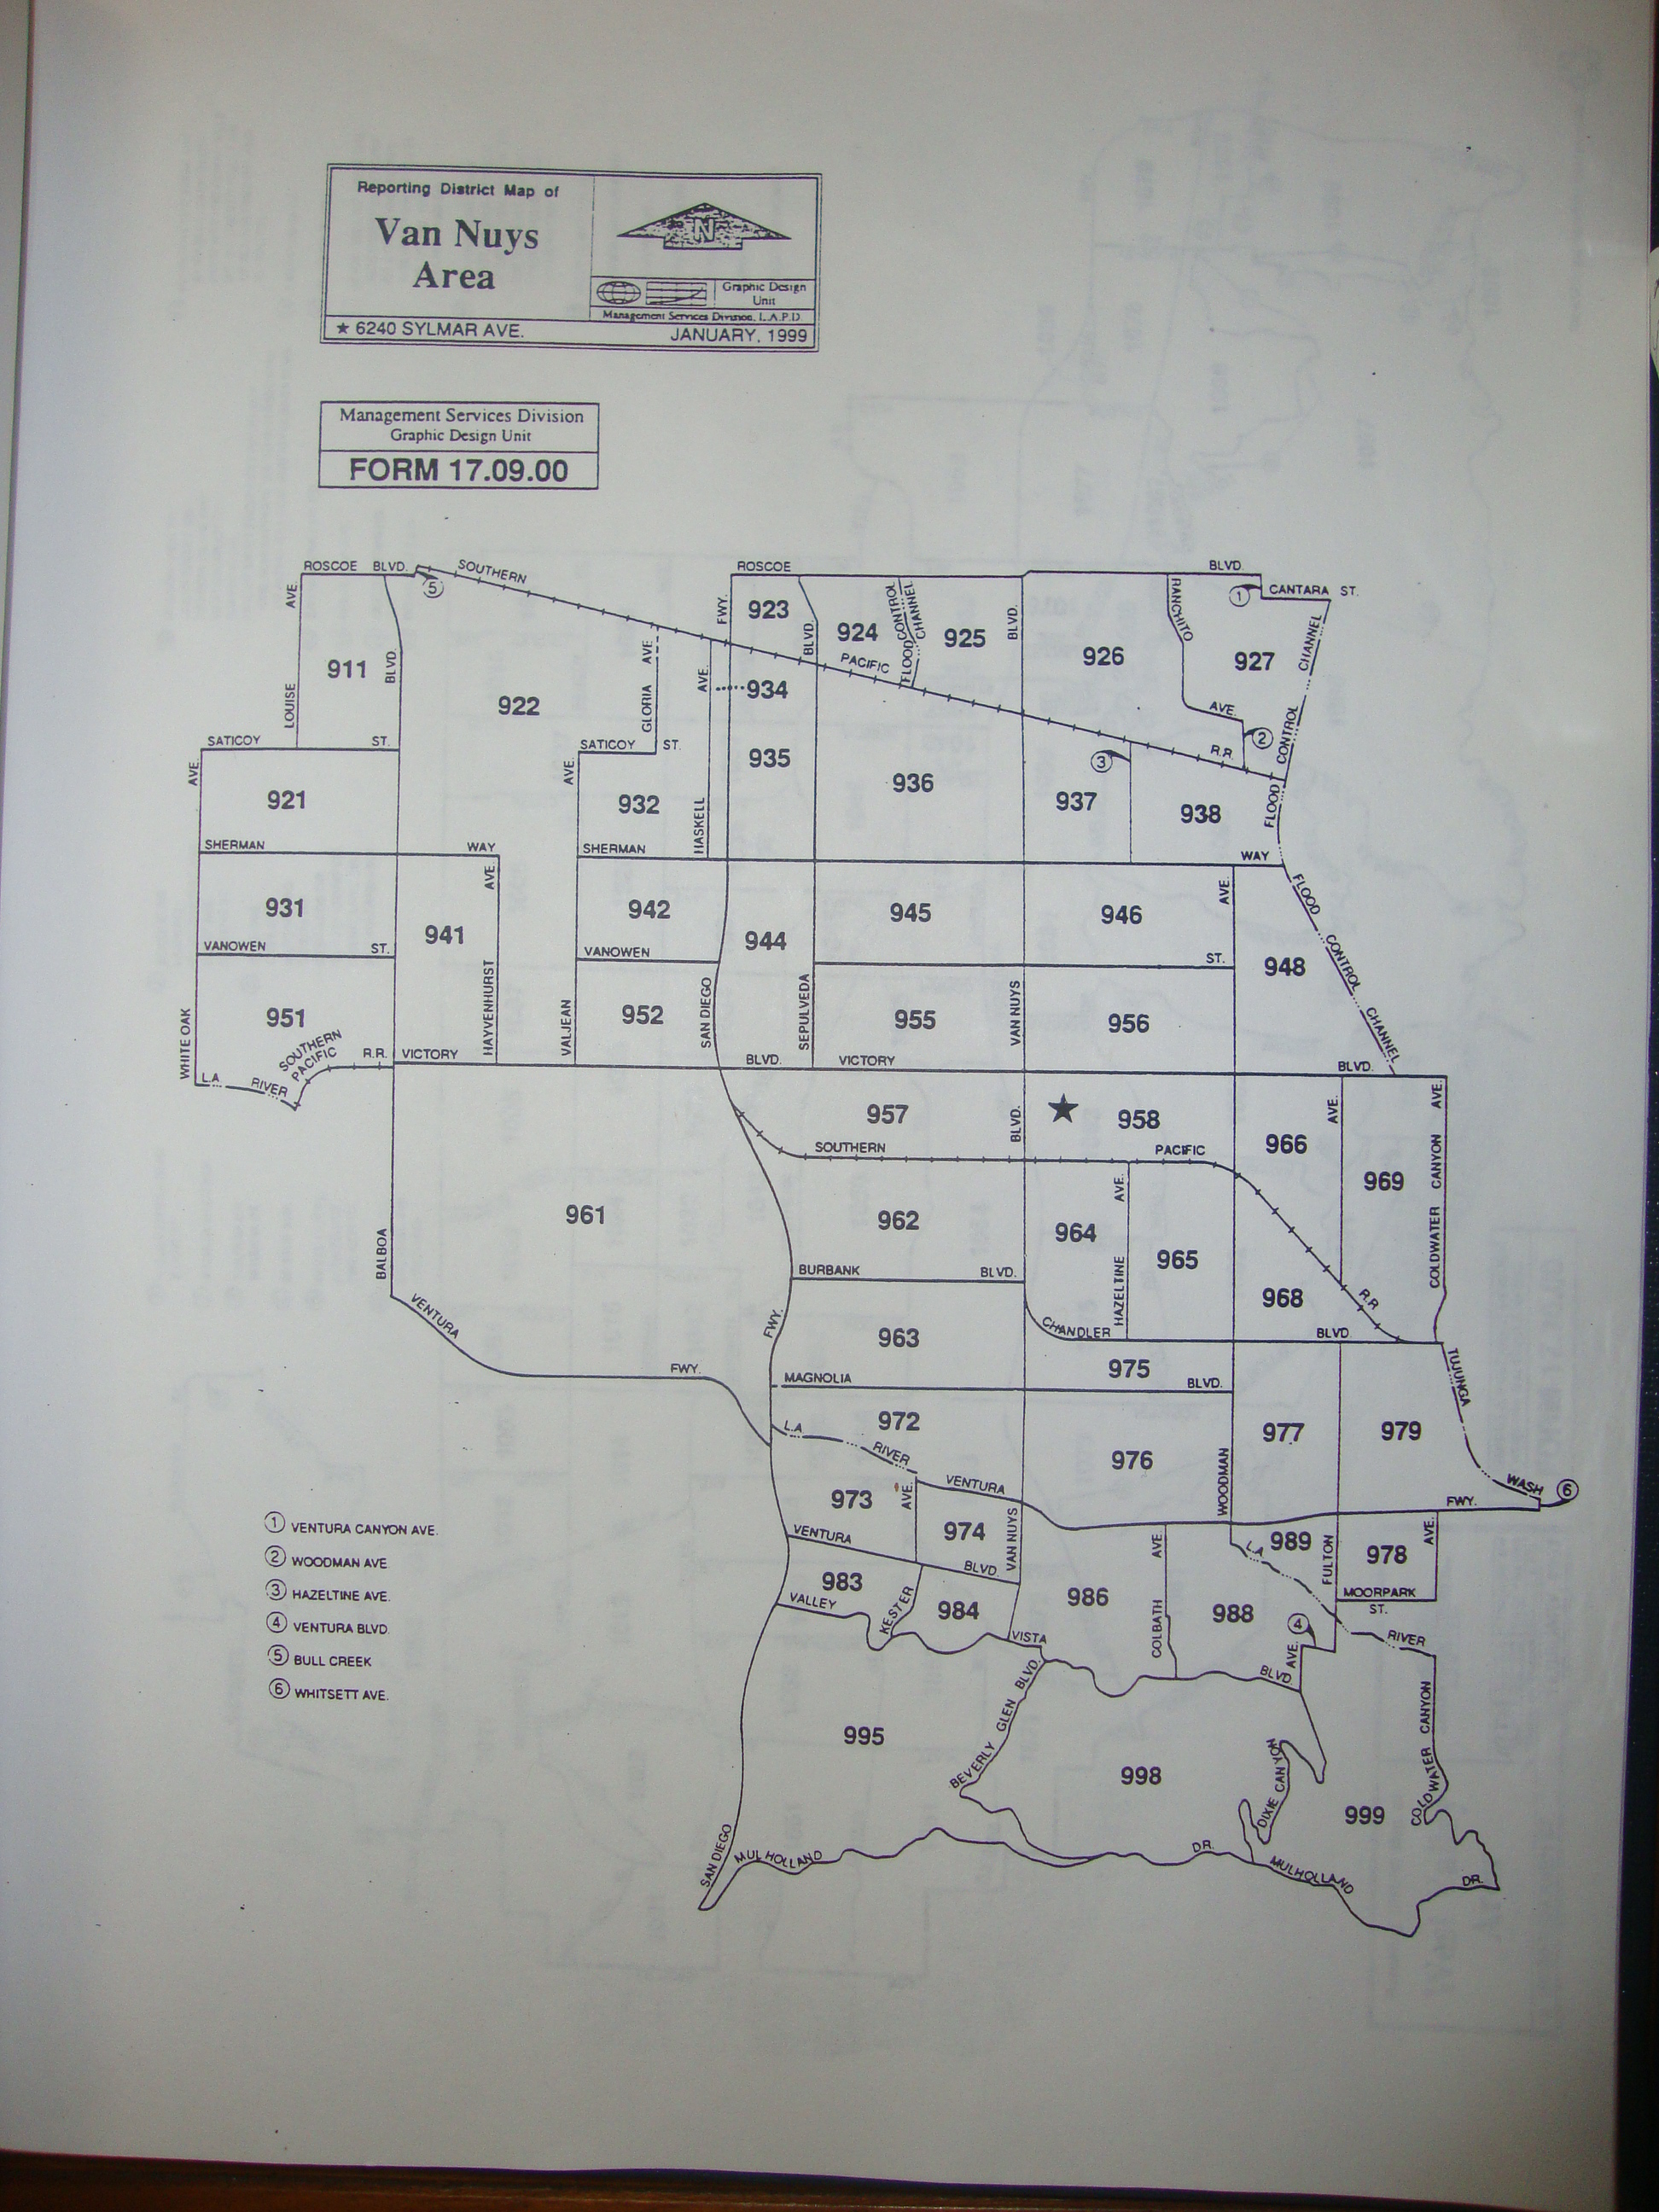 Reporting District Map of
Van Nuys
Area
N
Graphic Design
Unit
Management Services Division, L.A.P.D.
★ 6240 SYLMAR AVE.
JANUARY, 1999
Management Services Division
Graphic Design Unit
FORM 17.09.00
ROSCOE BLVD.
5
SOUTHERN
ROSCOE
BLVD.
1
CANTARA ST.
AVE.
LOUISE
911
BLVD.
922
GLORIA AVE.
FWY.
923
BLVD.
924
FLOOD CONTROL
CHANNEL
925
BLVD.
926
RANCHITO
AVE.
927
CHANNEL
CONTROL
FLOOD
PACIFIC
AVE.
934
2
R.R.
3
SATICOY ST.
SATICOY ST.
AVE.
921
AVE.
932
HASKELL
935
936
937
938
SHERMAN WAY
SHERMAN
WAY
931
941
AVE.
942
944
945
946
AVE.
948
FLOOD
CONTROL
CHANNEL
VANOWEN ST.
VANOWEN
ST.
WHITE OAK
951
SOUTHERN
PACIFIC
R.R.
HAYVENHURST
VALJEAN
952
SAN DIEGO
SEPULVEDA
955
VAN NUYS
956
L.A. RIVER
VICTORY
BLVD.
VICTORY
BLVD.
957
BLVD.
★
958
966
AVE.
969
COLDWATER CANYON AVE.
SOUTHERN
PACIFIC
961
962
964
HAZELTINE AVE.
965
968
R.R.
BALBOA
BURBANK BLVD.
VENTURA
FWY.
FWY.
963
CHANDLER
BLVD.
975
MAGNOLIA
BLVD.
TUJUNGA
WASH
6
972
L.A. RIVER
976
WOODMAN
977
979
VENTURA
FWY.
973
AVE.
974
VAN NUYS
VENTURA
BLVD.
AVE.
L.A.
989
FULTON
978
AVE.
MOORPARK
ST.
983
KESTER
984
986
COLBATH
988
4
RIVER
VALLEY
VISTA
BLVD
AVE.
995
BEVERLY GLEN BLVD.
998
DIXIE CANYON
999
COLDWATER CANYON
SAN DIEGO
MULHOLLAND
DR.
MULHOLLAND
DR.
1 VENTURA CANYON AVE.
2 WOODMAN AVE
3 HAZELTINE AVE.
4 VENTURA BLVD.
5 BULL CREEK
6 WHITSETT AVE.